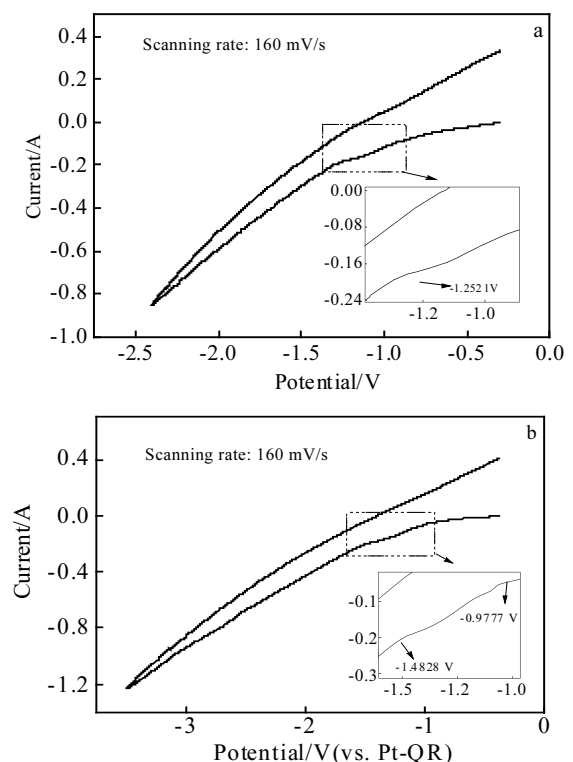 a
Scanning rate: 160 mV/s
0.4
0.2
0.0
-0.2
-0.4
-0.6
-0.8
-1.0
Current/A
0.00
-0.08
-0.16
-0.24
-1.2521V
-1.2 -1.0
-2.5 -2.0 -1.5 -1.0 -0.5 0.0
Potential/V
b
Scanning rate: 160 mV/s
0.4
0.0
-0.4
-0.8
-1.2
Current/A
-0.1
-0.2
-0.3
-0.9777 V
-1.4828 V
-1.5 -1.2 -1.0
-3 -2 -1 0
Potential/V(vs. Pt-QR)